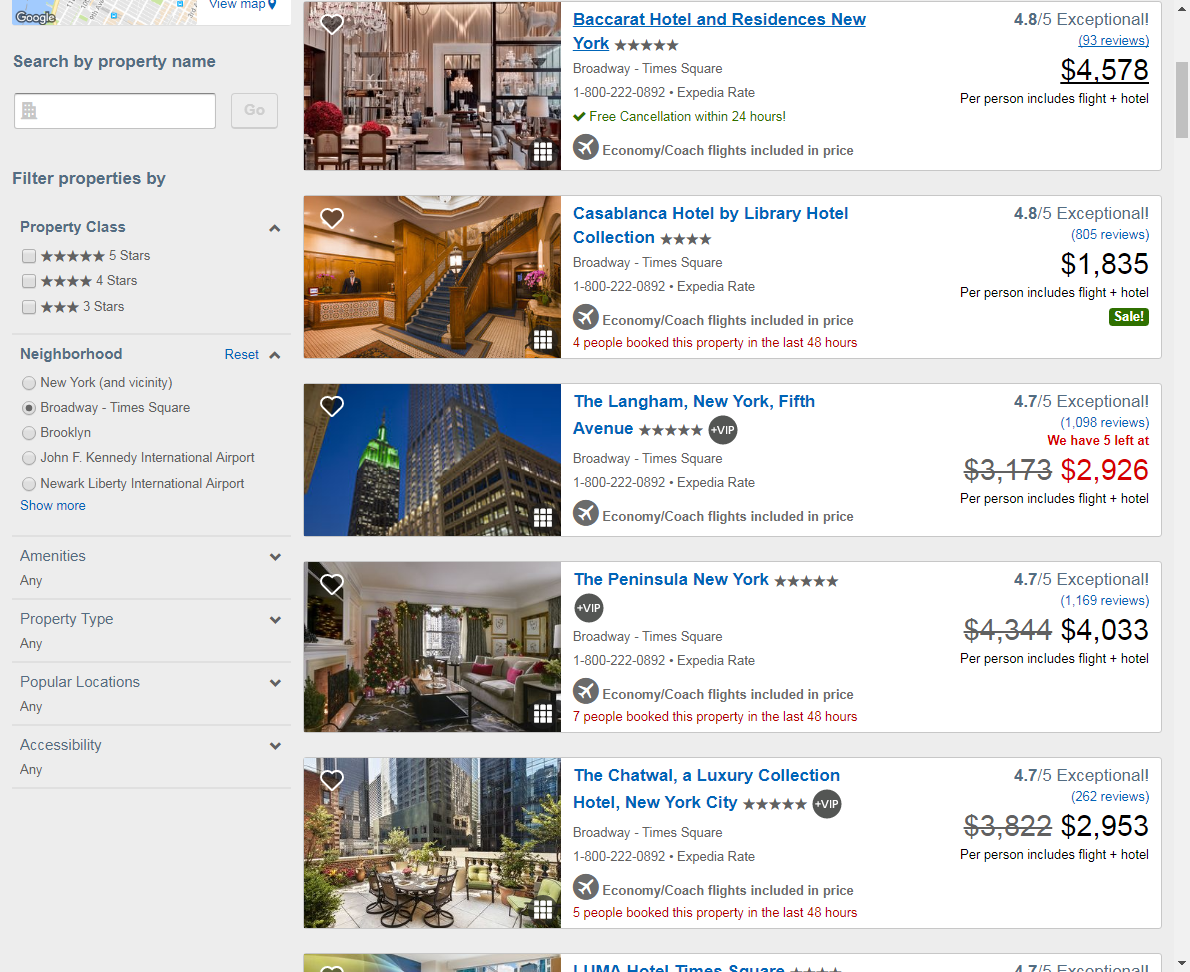 Google
View map
Search by property name
Go
Filter properties by
Property Class
5 Stars
4 Stars
3 Stars
Neighborhood Reset
New York (and vicinity)
Broadway - Times Square
Brooklyn
John F. Kennedy International Airport
Newark Liberty International Airport
Show more
Amenities
Any
Property Type
Any
Popular Locations
Any
Accessibility
Any
Baccarat Hotel and Residences New
York ★★★★★
Broadway - Times Square
1-800-222-0892 • Expedia Rate
Free Cancellation within 24 hours!
Economy/Coach flights included in price
4.8/5 Exceptional!
(93 reviews)
$4,578
Per person includes flight + hotel
Casablanca Hotel by Library Hotel
Collection ★★★★
Broadway - Times Square
1-800-222-0892 • Expedia Rate
Economy/Coach flights included in price
4 people booked this property in the last 48 hours
4.8/5 Exceptional!
(805 reviews)
$1,835
Per person includes flight + hotel
Sale!
The Langham, New York, Fifth
Avenue ★★★★★ +VIP
Broadway - Times Square
1-800-222-0892 • Expedia Rate
Economy/Coach flights included in price
4.7/5 Exceptional!
(1,098 reviews)
We have 5 left at
$3,173 $2,926
Per person includes flight + hotel
The Peninsula New York ★★★★★
+VIP
Broadway - Times Square
1-800-222-0892 • Expedia Rate
Economy/Coach flights included in price
7 people booked this property in the last 48 hours
4.7/5 Exceptional!
(1,169 reviews)
$4,344 $4,033
Per person includes flight + hotel
The Chatwal, a Luxury Collection
Hotel, New York City ★★★★★ +VIP
Broadway - Times Square
1-800-222-0892 • Expedia Rate
Economy/Coach flights included in price
5 people booked this property in the last 48 hours
4.7/5 Exceptional!
(262 reviews)
$3,822 $2,953
Per person includes flight + hotel
LUMA Hotel Times Square ★★★★
4.7/5 Exceptional!